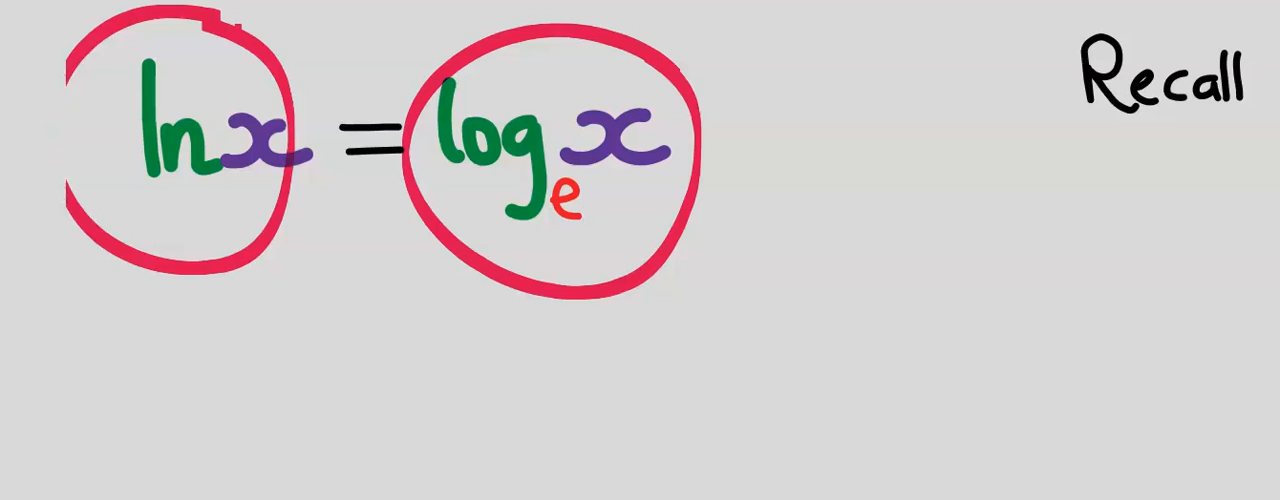 Recall
ln x = logₑ x